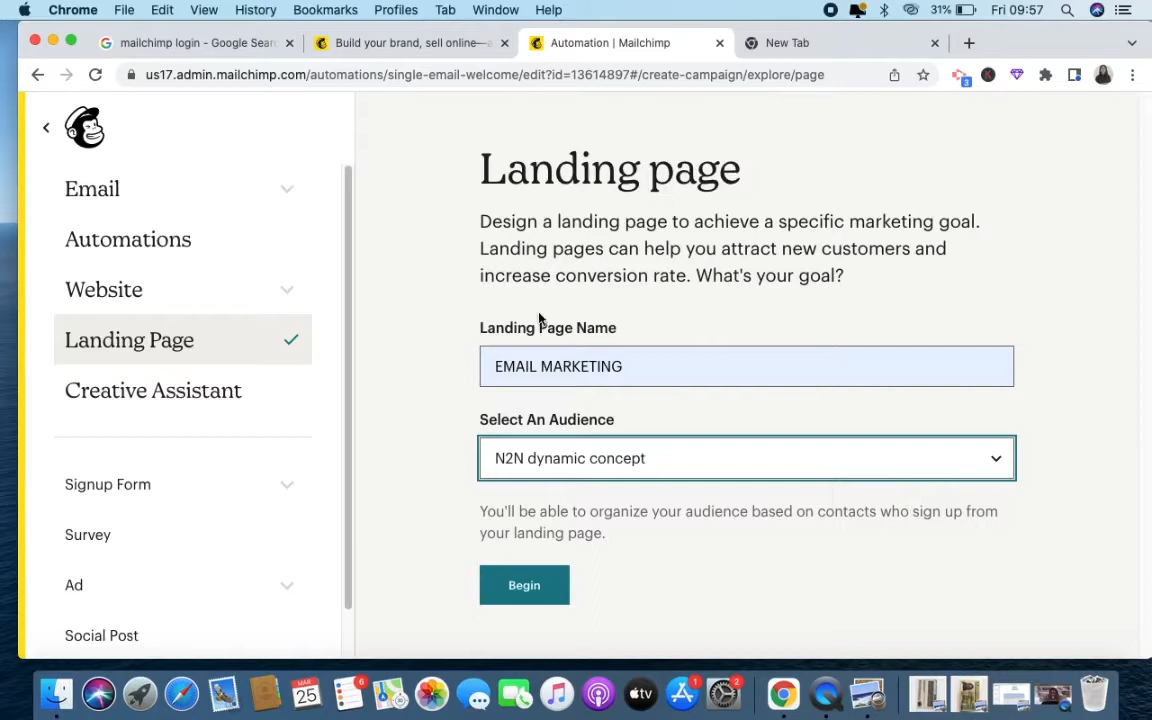 Chrome File Edit View History Bookmarks Profiles Tab Window Help 31% Fri 09:57
mailchimp login - Google Sear
Build your brand, sell online—a
Automation | Mailchimp
New Tab
us17.admin.mailchimp.com/automations/single-email-welcome/edit?id=13614897#/create-campaign/explore/page
3
Email
Automations
Website
Landing Page
Creative Assistant
Signup Form
Survey
Ad
Social Post
Landing page
Design a landing page to achieve a specific marketing goal.
Landing pages can help you attract new customers and
increase conversion rate. What's your goal?
Landing Page Name
EMAIL MARKETING
Select An Audience
N2N dynamic concept
You'll be able to organize your audience based on contacts who sign up from
your landing page.
Begin
MAR
25
6
tv
1
2